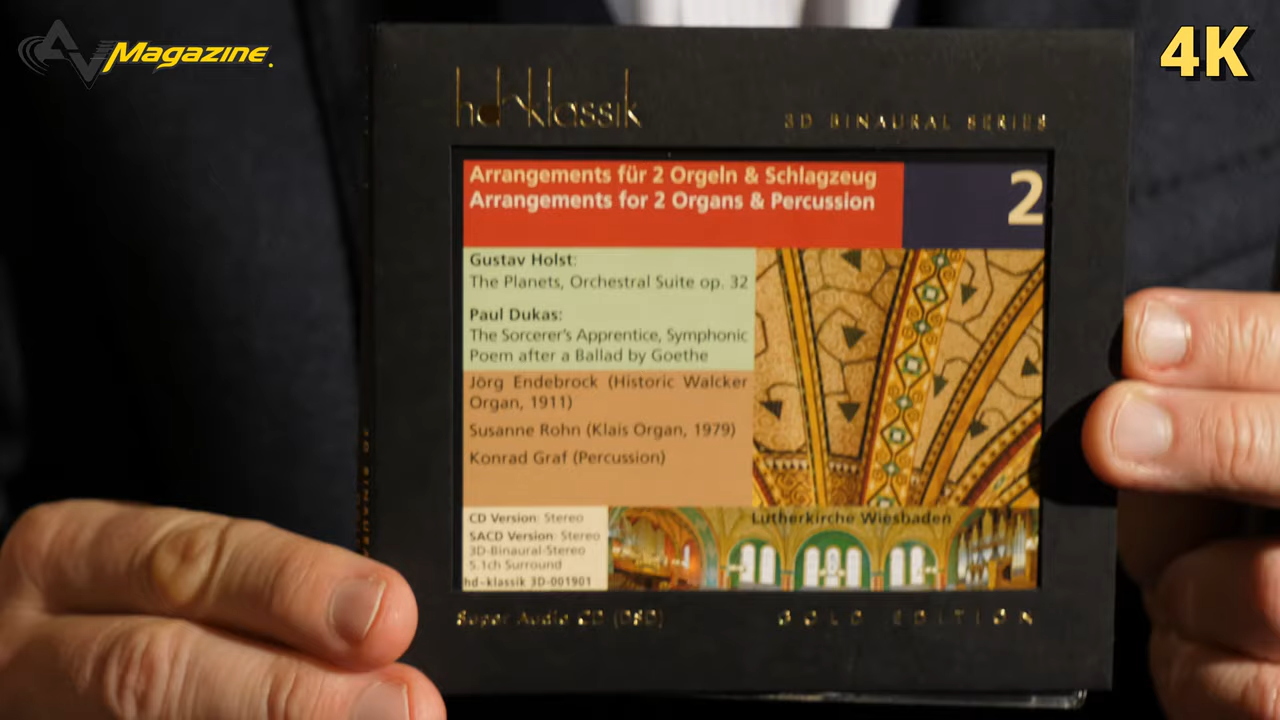 AV Magazine.
4K
hd-klassik
3D BINAURAL SERIES
Arrangements für 2 Orgeln & Schlagzeug
Arrangements for 2 Organs & Percussion
2
Gustav Holst:
The Planets, Orchestral Suite op. 32
Paul Dukas:
The Sorcerer's Apprentice, Symphonic
Poem after a Ballad by Goethe
Jörg Endebrock (Historic Walcker
Organ, 1911)
Susanne Rohn (Klais Organ, 1979)
Konrad Graf (Percussion)
CD Version: Stereo
SACD Version: Stereo
3D-Binaural-Stereo
5.1ch Surround
hd-klassik 3D-001901
Lutherkirche Wiesbaden
Super Audio CD (DSD)
GOLD EDITION